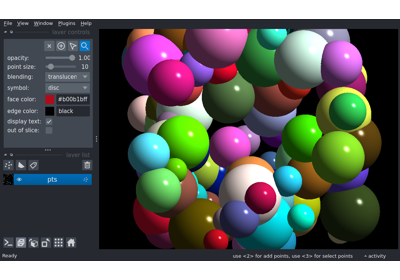 File View Window Plugins Help
layer controls
opacity: 1.00
point size: 10
blending: translucen
symbol: disc
face color: #b00b1bff
edge color: black
display text:
out of slice:
layer list
pts
Ready use <2> for add points, use <3> for select points activity